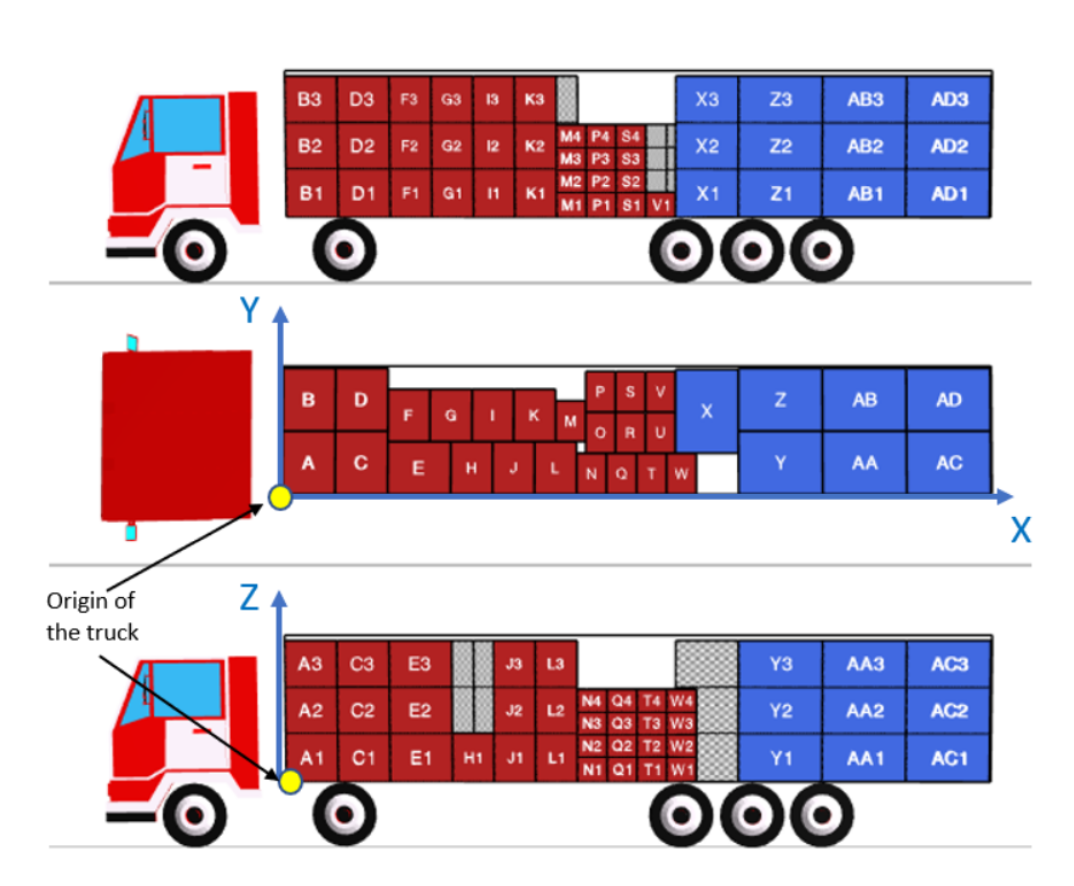 B3 D3 F3 G3 I3 K3 X3 Z3 AB3 AD3
M4 P4 S4
B2 D2 F2 G2 I2 K2 X2 Z2 AB2 AD2
M3 P3 S3
M2 P2 S2
B1 D1 F1 G1 I1 K1 X1 Z1 AB1 AD1
M1 P1 S1 V1
Y
B D P S V Z AB AD
F G I K M X
O R U
A C E H J L N Q T W Y AA AC
X
Origin of
the truck
Z
A3 C3 E3 J3 L3 Y3 AA3 AC3
N4 Q4 T4 W4
A2 C2 E2 J2 L2 Y2 AA2 AC2
N3 Q3 T3 W3
N2 Q2 T2 W2
A1 C1 E1 H1 J1 L1 Y1 AA1 AC1
N1 Q1 T1 W1